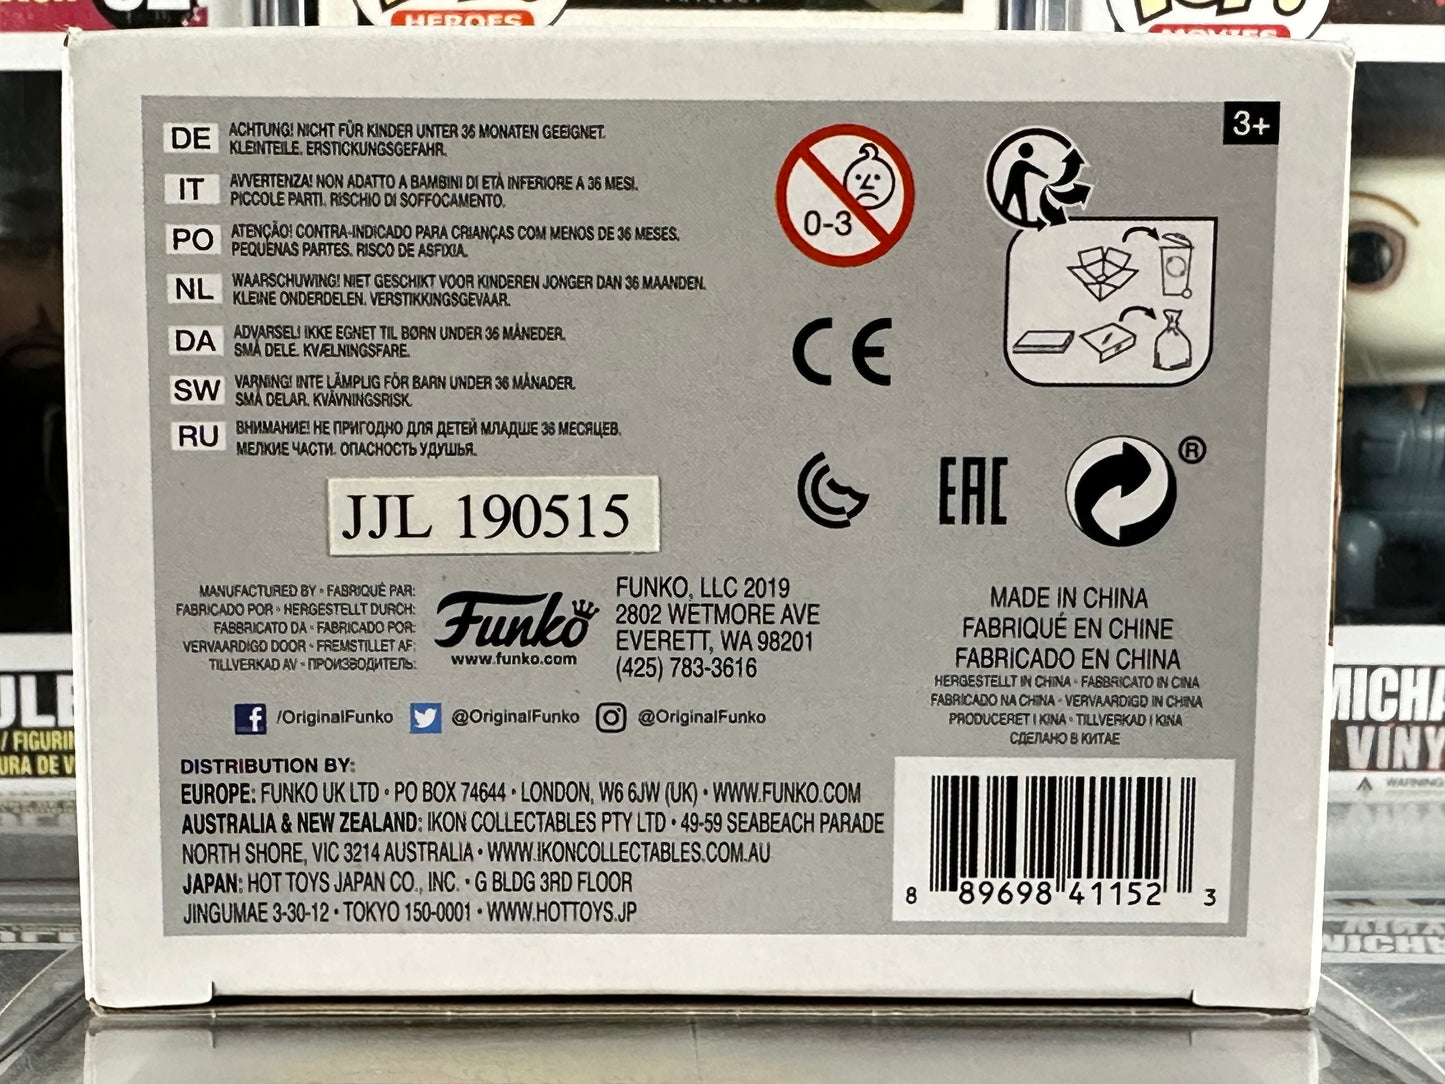 HEROES
MOVIES
3+
DE ACHTUNG! NICHT FÜR KINDER UNTER 36 MONATEN GEEIGNET.
KLEINTEILE. ERSTICKUNGSGEFAHR.
IT AVVERTENZA! NON ADATTO A BAMBINI DI ETÀ INFERIORE A 36 MESI.
PICCOLE PARTI. RISCHIO DI SOFFOCAMENTO.
PO ATENÇÃO! CONTRA-INDICADO PARA CRIANÇAS COM MENOS DE 36 MESES.
PEQUENAS PARTES. RISCO DE ASFIXIA.
NL WAARSCHUWING! NIET GESCHIKT VOOR KINDEREN JONGER DAN 36 MAANDEN.
KLEINE ONDERDELEN. VERSTIKKINGSGEVAAR.
DA ADVARSEL! IKKE EGNET TIL BØRN UNDER 36 MÅNEDER.
SMÅ DELE. KVÆLNINGSFARE.
SW VARNING! INTE LÄMPLIG FÖR BARN UNDER 36 MÅNADER.
SMÅ DELAR. KVÄVNINGSRISK.
RU ВНИМАНИЕ! НЕ ПРИГОДНО ДЛЯ ДЕТЕЙ МЛАДШЕ 36 МЕСЯЦЕВ.
МЕЛКИЕ ЧАСТИ. ОПАСНОСТЬ УДУШЬЯ.
0-3
CE
EAC
®
JJL 190515
MANUFACTURED BY • FABRIQUÉ PAR:
FABRICADO POR • HERGESTELLT DURCH:
FABBRICATO DA • FABRICADO POR:
VERVAARDIGD DOOR • FREMSTILLET AF:
TILLVERKAD AV • ПРОИЗВОДИТЕЛЬ:
Funko
www.funko.com
FUNKO, LLC 2019
2802 WETMORE AVE
EVERETT, WA 98201
(425) 783-3616
MADE IN CHINA
FABRIQUÉ EN CHINE
FABRICADO EN CHINA
HERGESTELLT IN CHINA • FABBRICATO IN CINA
FABRICADO NA CHINA • VERVAARDIGD IN CHINA
PRODUCERET I KINA • TILLVERKAD I KINA
СДЕЛАНО В КИТАЕ
f /OriginalFunko @OriginalFunko @OriginalFunko
DISTRIBUTION BY:
EUROPE: FUNKO UK LTD • PO BOX 74644 • LONDON, W6 6JW (UK) • WWW.FUNKO.COM
AUSTRALIA & NEW ZEALAND: IKON COLLECTABLES PTY LTD • 49-59 SEABEACH PARADE
NORTH SHORE, VIC 3214 AUSTRALIA • WWW.IKONCOLLECTABLES.COM.AU
JAPAN: HOT TOYS JAPAN CO., INC. • G BLDG 3RD FLOOR
JINGUMAE 3-30-12 • TOKYO 150-0001 • WWW.HOTTOYS.JP
8 89698 41152 3